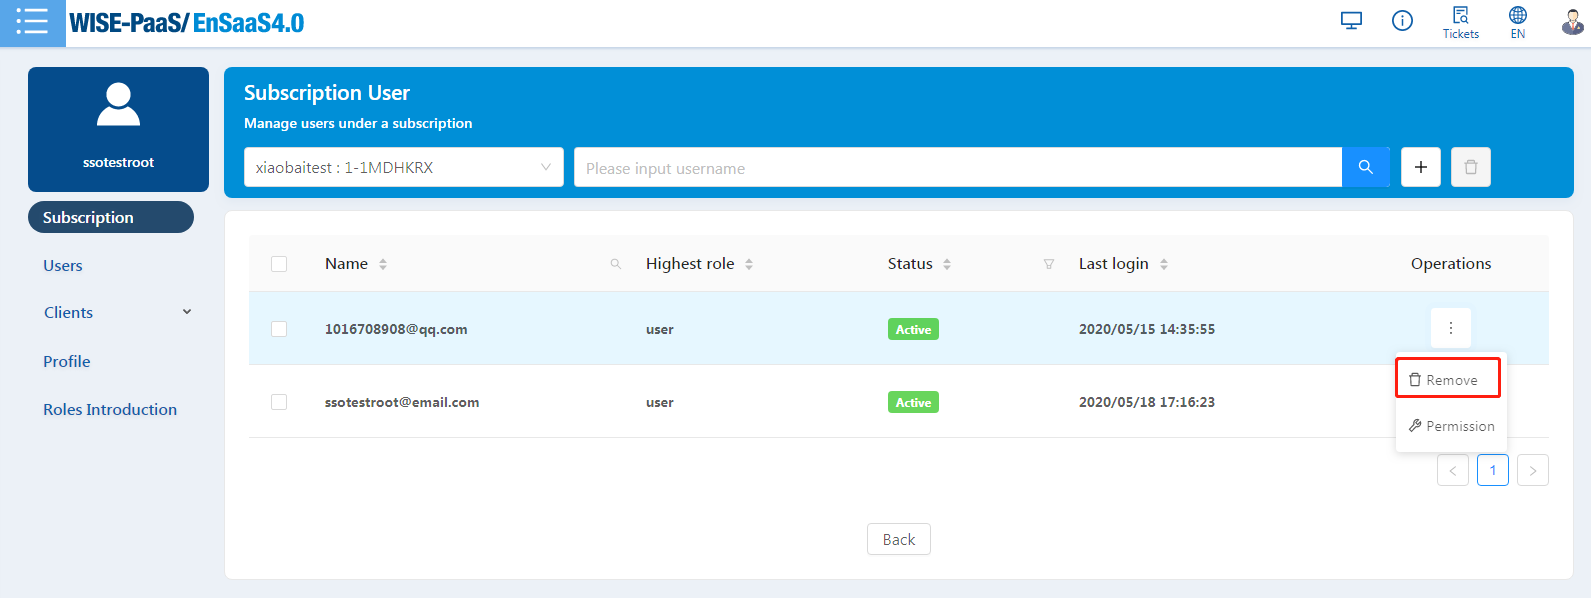 WISE-PaaS/ EnSaaS4.0
Tickets
EN
ssotestroot
Subscription
Users
Clients
Profile
Roles Introduction
Subscription User
Manage users under a subscription
xiaobaitest : 1-1MDHKRX
Please input username
Name Highest role Status Last login Operations
1016708908@qq.com user Active 2020/05/15 14:35:55
ssotestroot@email.com user Active 2020/05/18 17:16:23
Remove
Permission
< 1 >
Back